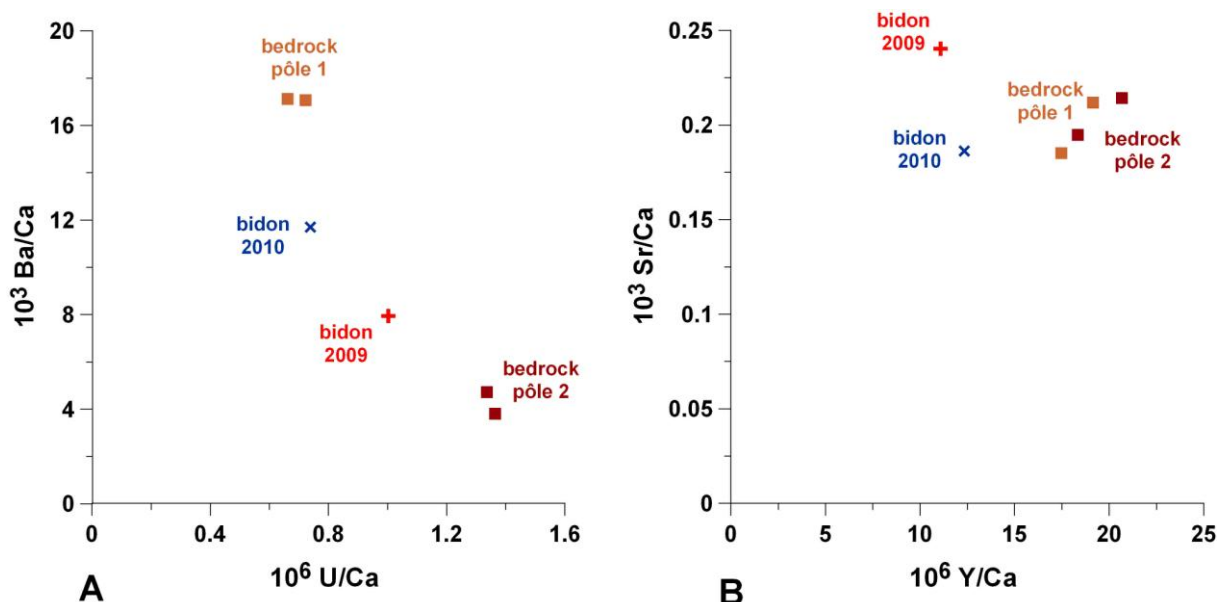 20
16
12
8
4
0
10³ Ba/Ca
bedrock
pôle 1
bidon
2010
bidon
2009
bedrock
pôle 2
0
0.4
0.8
1.2
1.6
10⁶ U/Ca
A
0.25
0.2
0.15
0.1
0.05
0
10³ Sr/Ca
bidon
2009
bedrock
pôle 1
bidon
2010
bedrock
pôle 2
0
5
10
15
20
25
10⁶ Y/Ca
B